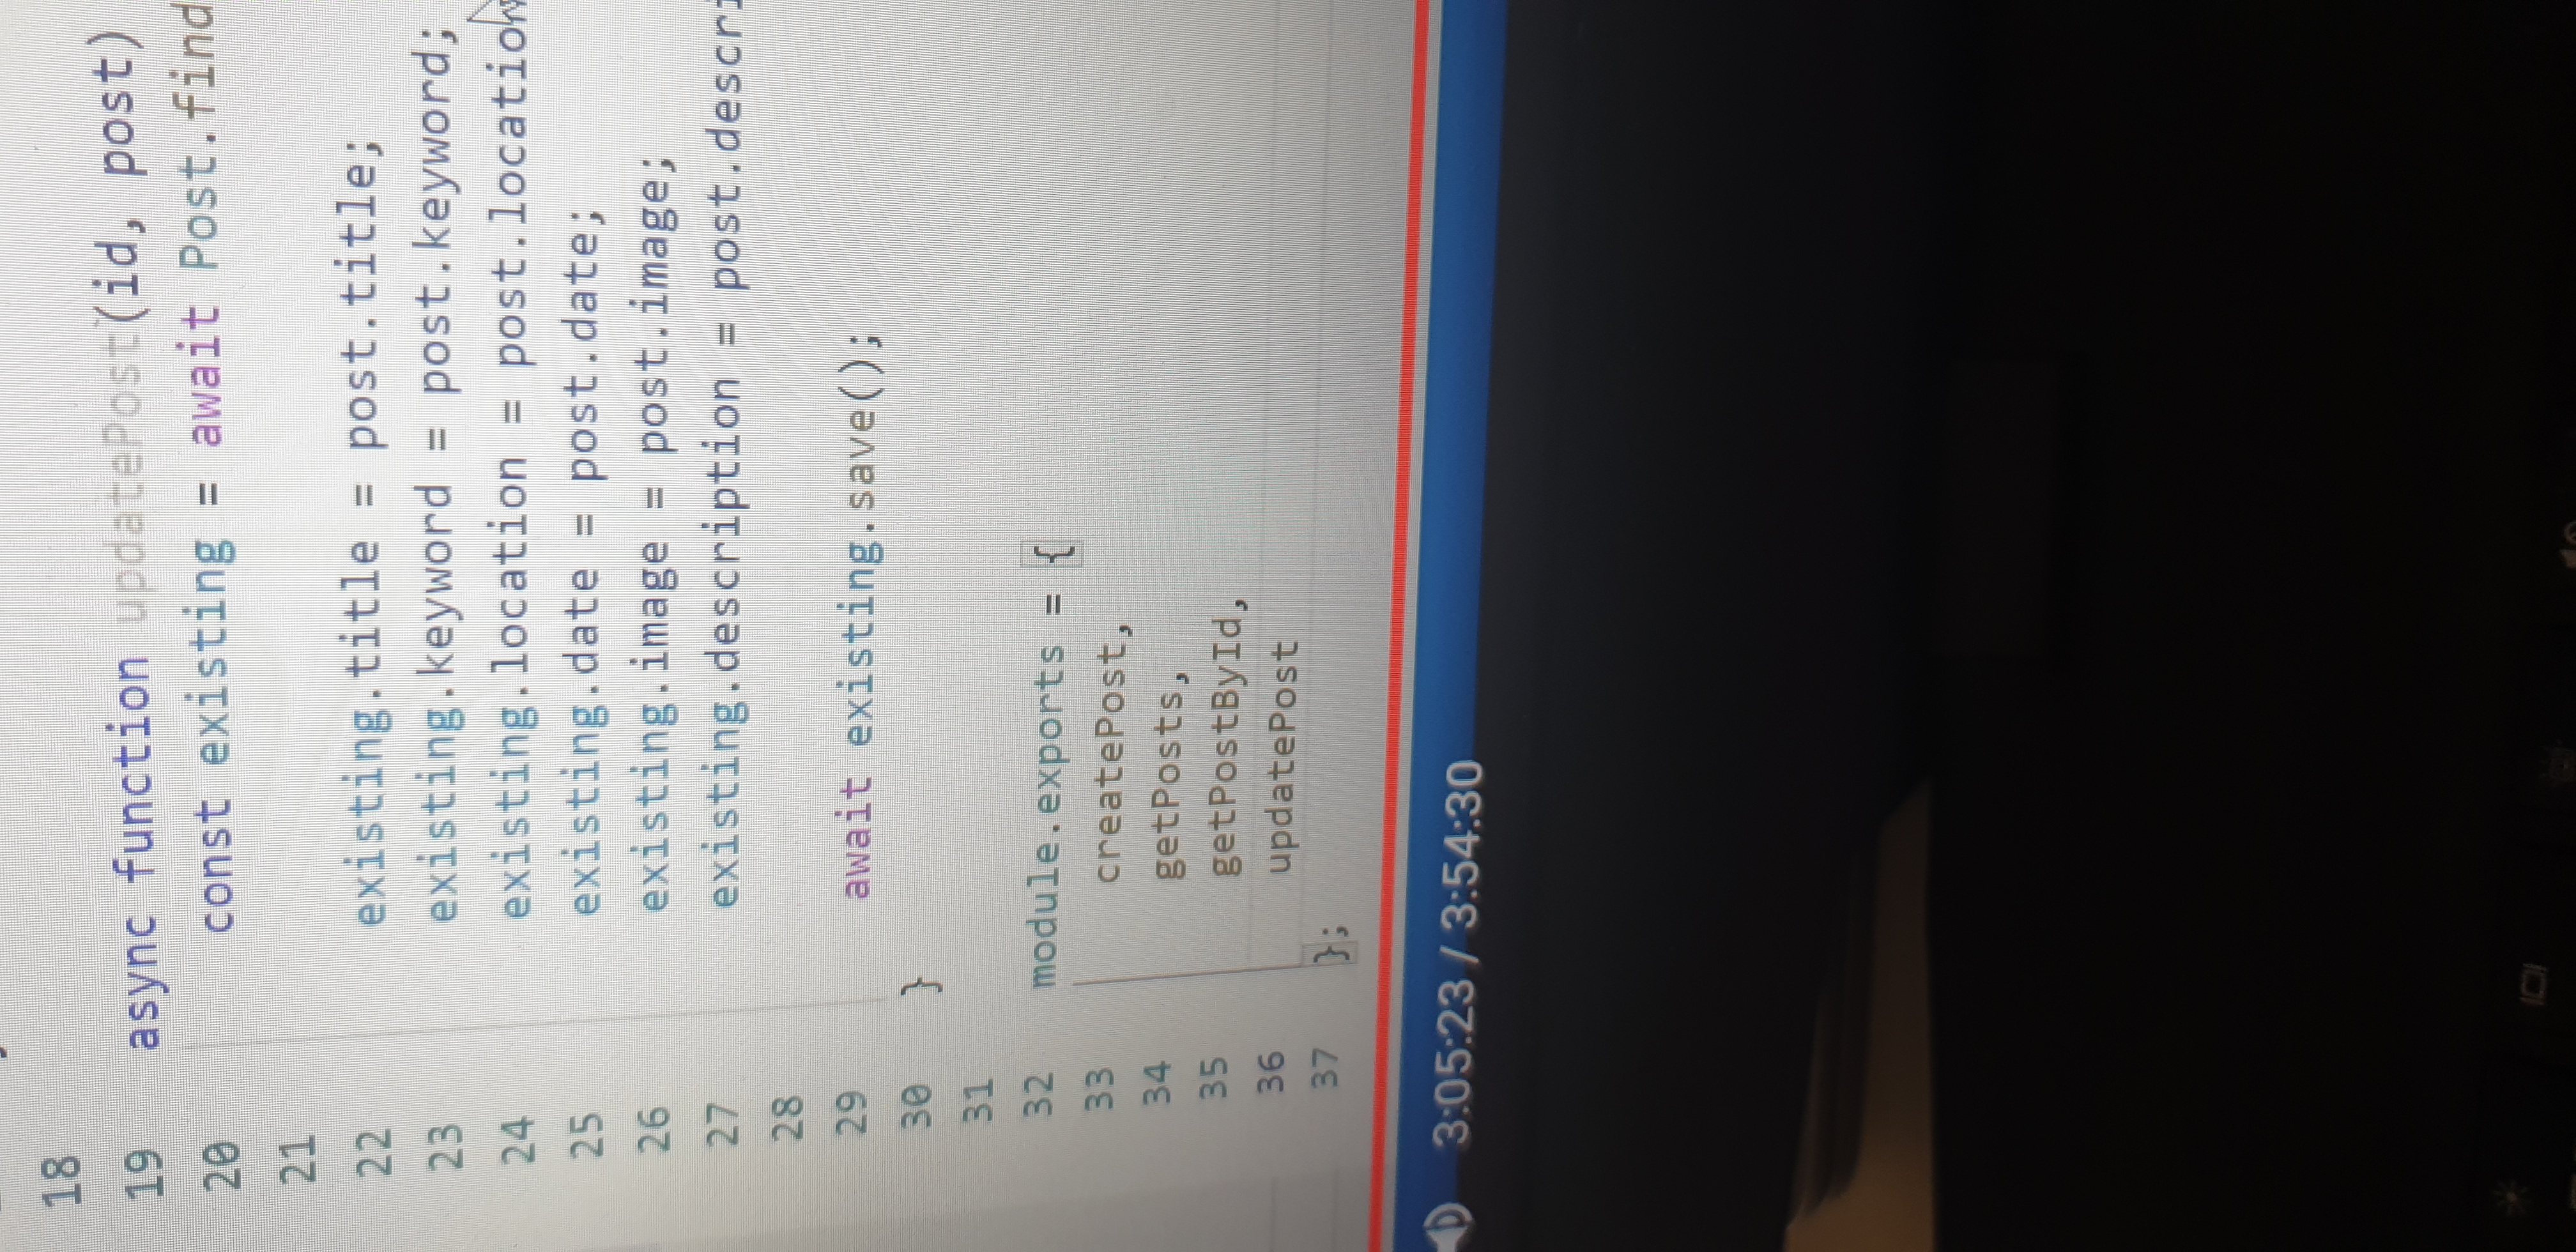 18
19 async function updatePost(id, post)
20 const existing = await Post.find
21
22 existing.title = post.title;
23 existing.keyword = post.keyword;
24 existing.location = post.location
25 existing.date = post.date;
26 existing.image = post.image;
27 existing.description = post.descri
28
29 await existing.save();
30 }
31
32 module.exports = {
33 createPost,
34 getPosts,
35 getPostById,
36 updatePost
37 };
3:05:23 / 3:54:30